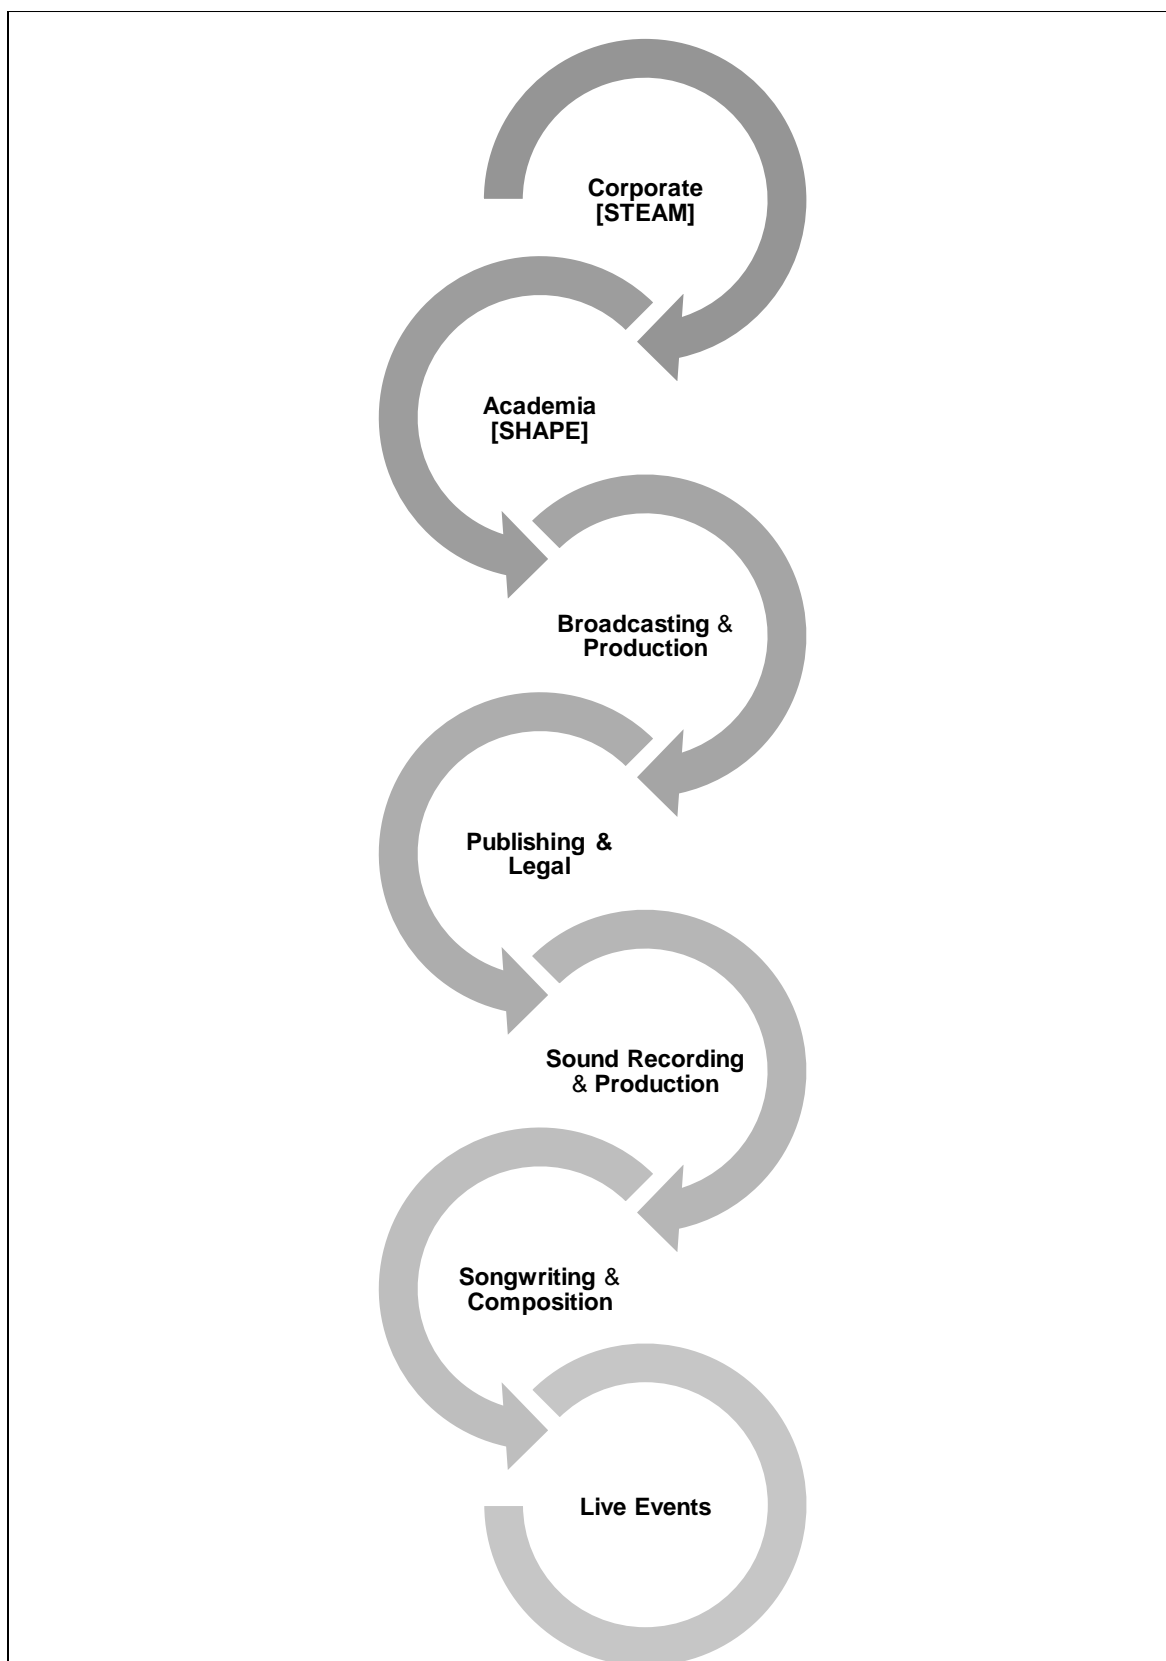 Corporate
[STEAM]
Academia
[SHAPE]
Broadcasting &
Production
Publishing &
Legal
Sound Recording
& Production
Songwriting &
Composition
Live Events